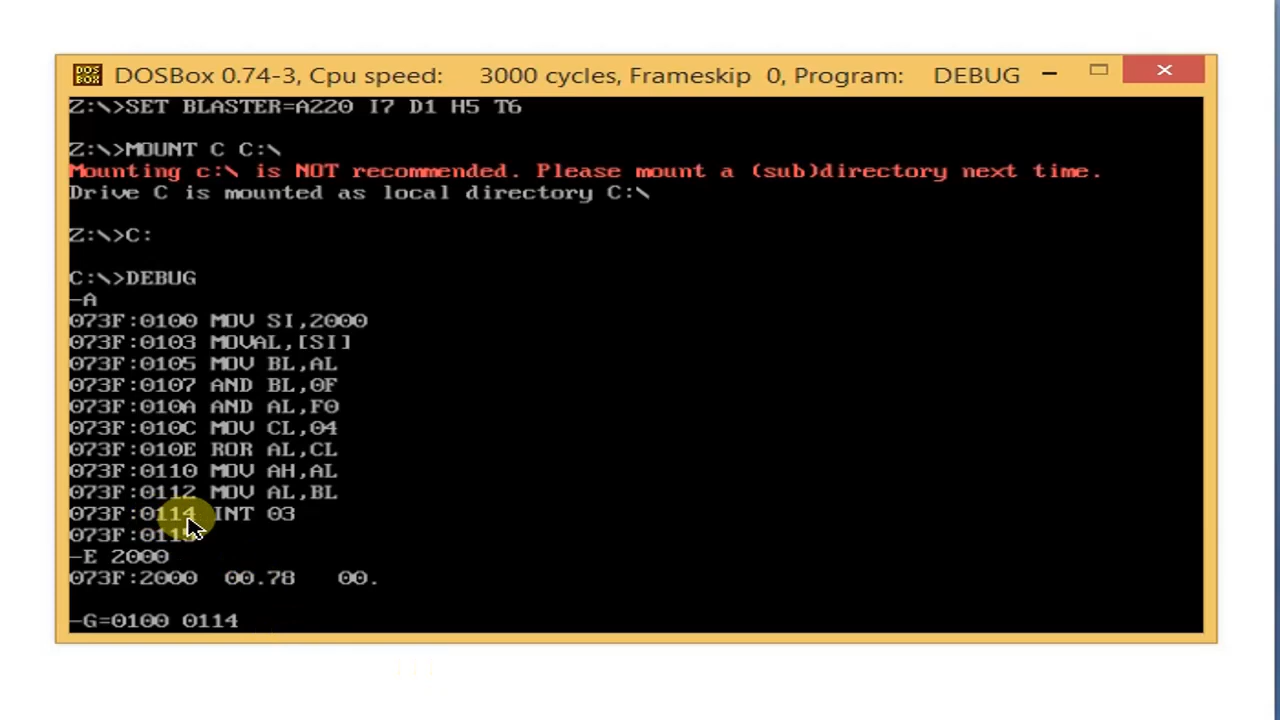 DOS BOX DOSBox 0.74-3, Cpu speed: 3000 cycles, Frameskip 0, Program: DEBUG
Z:\>SET BLASTER=A220 I7 D1 H5 T6
Z:\>MOUNT C C:\
Mounting c:\ is NOT recommended. Please mount a (sub)directory next time.
Drive C is mounted as local directory C:\
Z:\>C:
C:\>DEBUG
-A
073F:0100 MOV SI,2000
073F:0103 MOVAL,[SI]
073F:0105 MOV BL,AL
073F:0107 AND BL,0F
073F:010A AND AL,F0
073F:010C MOV CL,04
073F:010E ROR AL,CL
073F:0110 MOV AH,AL
073F:0112 MOV AL,BL
073F:0114 INT 03
073F:0115
-E 2000
073F:2000 00.78 00.
-G=0100 0114